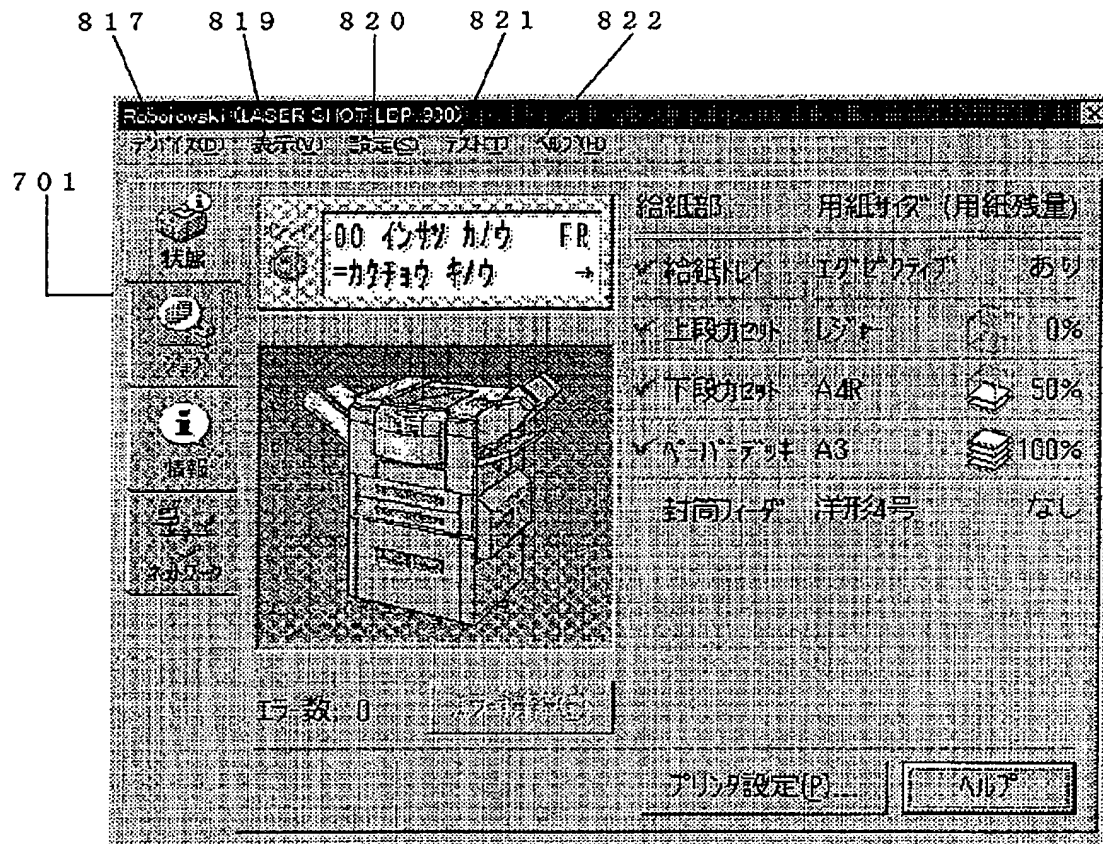 817 819 820 821 822
Roborovski (LASER SHOT LBP-930)
デバイス(D) 表示(V) 設定(S) テスト(T) ヘルプ(H)
701
状態
ジョブ
情報
ネットワーク
00 インサツ カノウ FR
=カクチョウ キノウ →
給紙部 用紙サイズ (用紙残量)
給紙トレイ エグゼクティブ あり
上段カセット レジャー 0%
下段カセット A4R 50%
ペーパーデッキ A3 100%
封筒フィーダ 洋形4号 なし
エラー数: 0
プリンタ設定(P)...
ヘルプ